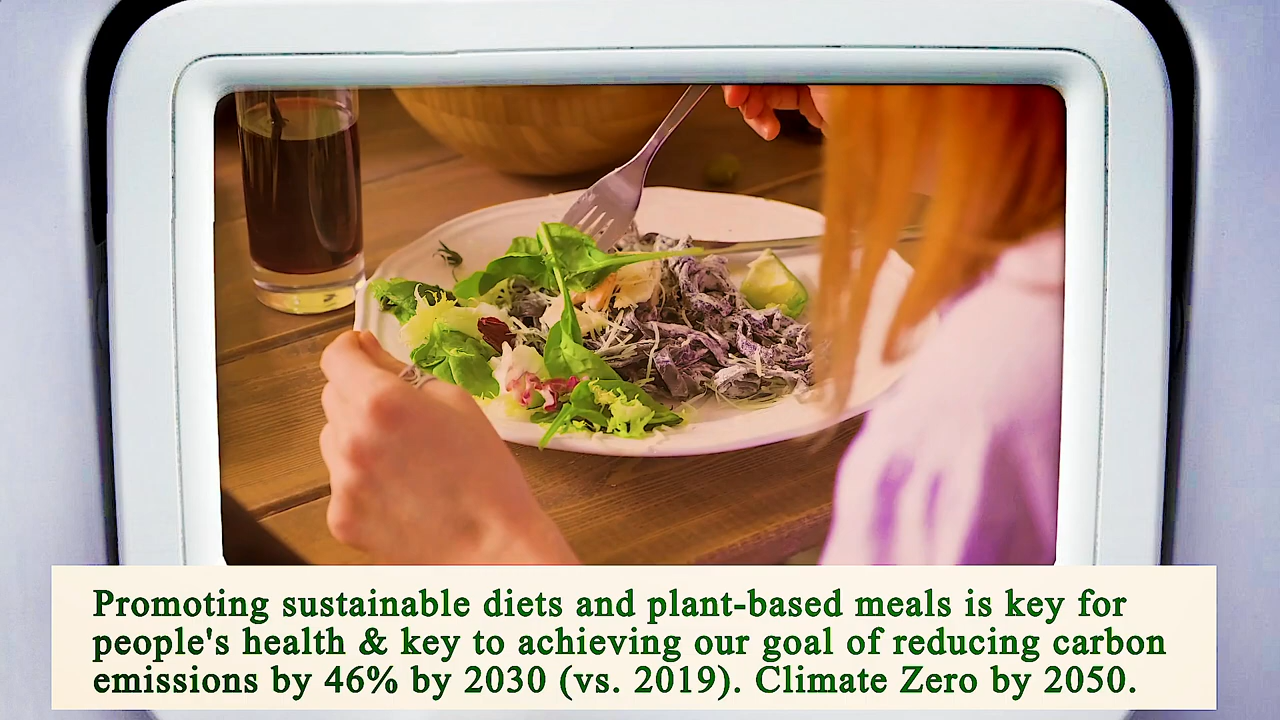 Promoting sustainable diets and plant-based meals is key for
people's health & key to achieving our goal of reducing carbon
emissions by 46% by 2030 (vs. 2019). Climate Zero by 2050.